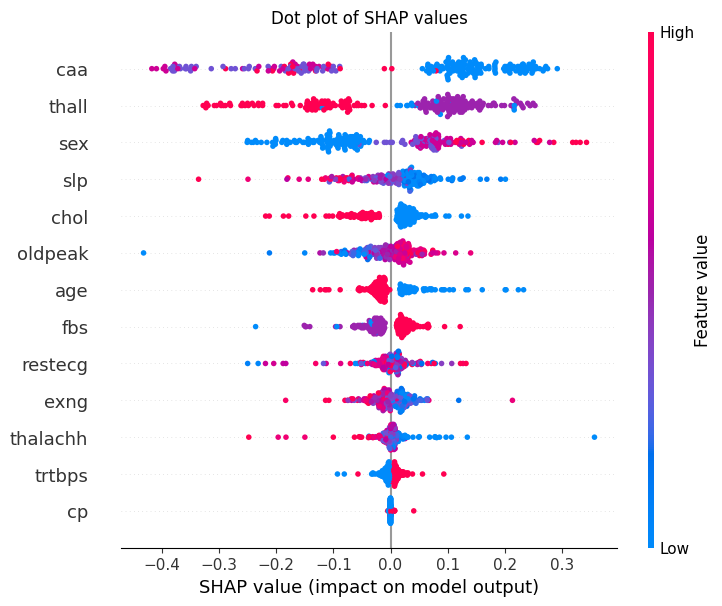 Dot plot of SHAP values
High
caa
thall
sex
slp
chol
oldpeak
age
fbs
restecg
exng
thalachh
trtbps
cp
Feature value
Low
−0.4 −0.3 −0.2 −0.1 0.0 0.1 0.2 0.3
SHAP value (impact on model output)